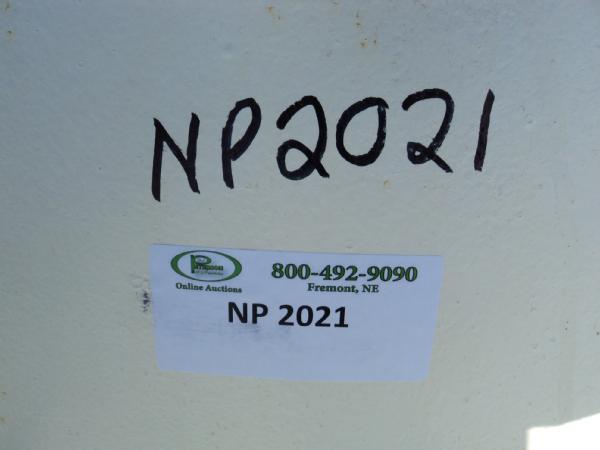 NP2021
Online Auctions
800-492-9090
Fremont, NE
NP 2021